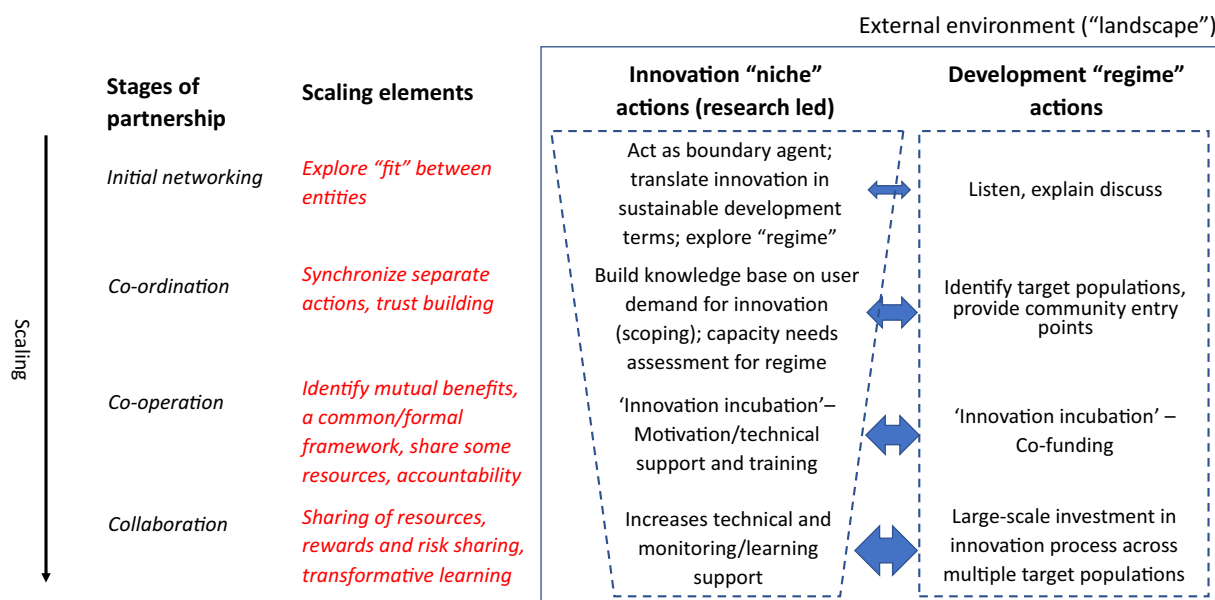 External environment (“landscape”)
Stages of
partnership
Scaling elements
Innovation “niche”
actions (research led)
Development “regime”
actions
Scaling
Initial networking
Explore “fit” between
entities
Act as boundary agent;
translate innovation in
sustainable development
terms; explore “regime”
Listen, explain discuss
Co-ordination
Synchronize separate
actions, trust building
Build knowledge base on user
demand for innovation
(scoping); capacity needs
assessment for regime
Identify target populations,
provide community entry
points
Co-operation
Identify mutual benefits,
a common/formal
framework, share some
resources, accountability
‘Innovation incubation’–
Motivation/technical
support and training
‘Innovation incubation’ –
Co-funding
Collaboration
Sharing of resources,
rewards and risk sharing,
transformative learning
Increases technical and
monitoring/learning
support
Large-scale investment in
innovation process across
multiple target populations